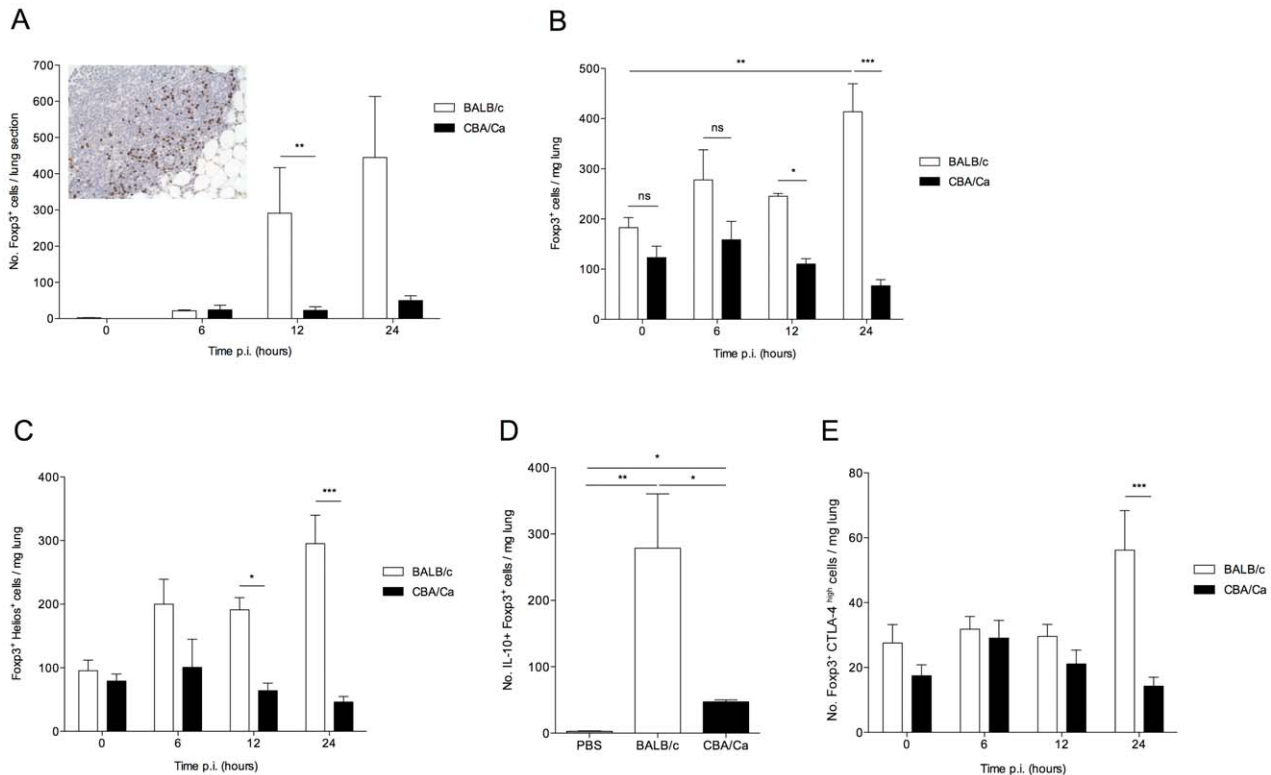 A
No. Foxp3⁺ cells / lung section
700
600
500
400
300
200
100
0
**
0 6 12 24
Time p.i. (hours)
BALB/c
CBA/Ca
B
Foxp3⁺ cells / mg lung
500
400
300
200
100
0
** ***
ns
ns
*
0 6 12 24
Time p.i. (hours)
BALB/c
CBA/Ca
C
Foxp3⁺ Helios⁺ cells / mg lung
400
300
200
100
0
*
***
0 6 12 24
Time p.i. (hours)
BALB/c
CBA/Ca
D
No. IL-10+ Foxp3⁺ cells / mg lung
400
300
200
100
0
*
** *
PBS BALB/c CBA/Ca
E
No. Foxp3⁺ CTLA-4 ʰⁱᵍʰ cells / mg lung
80
60
40
20
0
***
0 6 12 24
Time p.i. (hours)
BALB/c
CBA/Ca